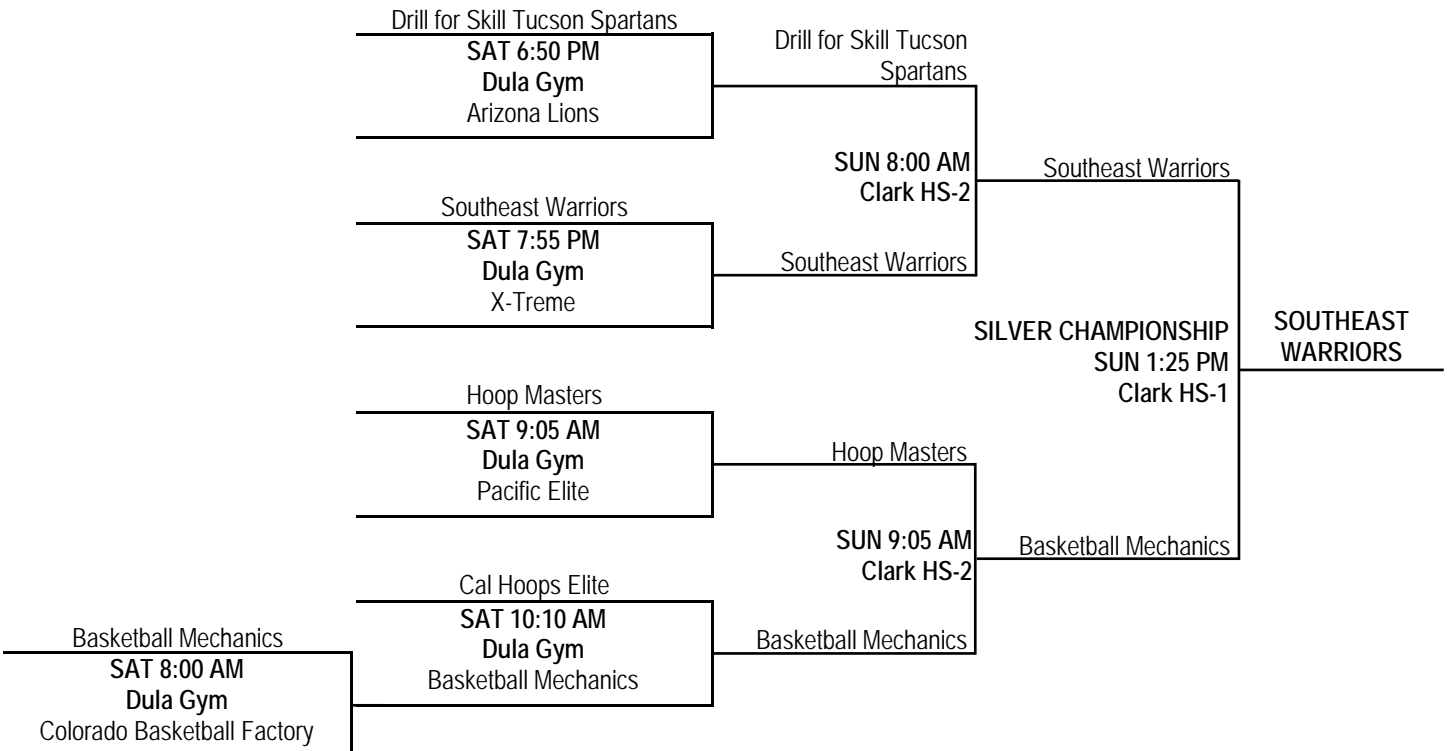 Drill for Skill Tucson Spartans
SAT 6:50 PM
Dula Gym
Arizona Lions
Southeast Warriors
SAT 7:55 PM
Dula Gym
X-Treme
Hoop Masters
SAT 9:05 AM
Dula Gym
Pacific Elite
Cal Hoops Elite
SAT 10:10 AM
Dula Gym
Basketball Mechanics
Basketball Mechanics
SAT 8:00 AM
Dula Gym
Colorado Basketball Factory
Drill for Skill Tucson
Spartans
SUN 8:00 AM
Clark HS-2
Southeast Warriors
Hoop Masters
SUN 9:05 AM
Clark HS-2
Basketball Mechanics
Southeast Warriors
SILVER CHAMPIONSHIP
SUN 1:25 PM
Clark HS-1
Basketball Mechanics
SOUTHEAST
WARRIORS